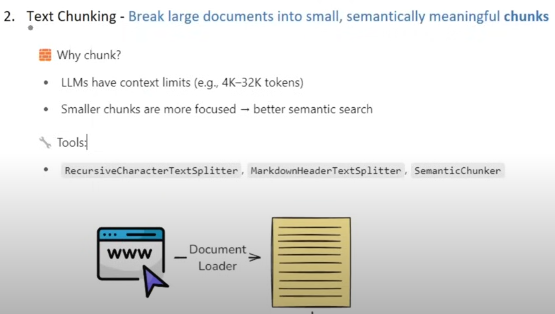 2. Text Chunking - Break large documents into small, semantically meaningful chunks
Why chunk?
• LLMs have context limits (e.g., 4K–32K tokens)
• Smaller chunks are more focused → better semantic search
Tools:
• RecursiveCharacterTextSplitter, MarkdownHeaderTextSplitter, SemanticChunker
www
Document
Loader